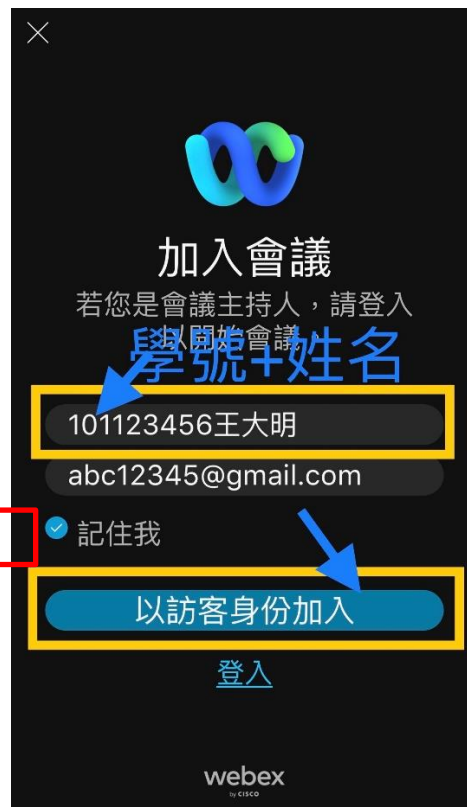 加入會議
若您是會議主持人，請登入
以開始會議。
學號+姓名
101123456王大明
abc12345@gmail.com
記住我
以訪客身份加入
登入
webex
by CISCO